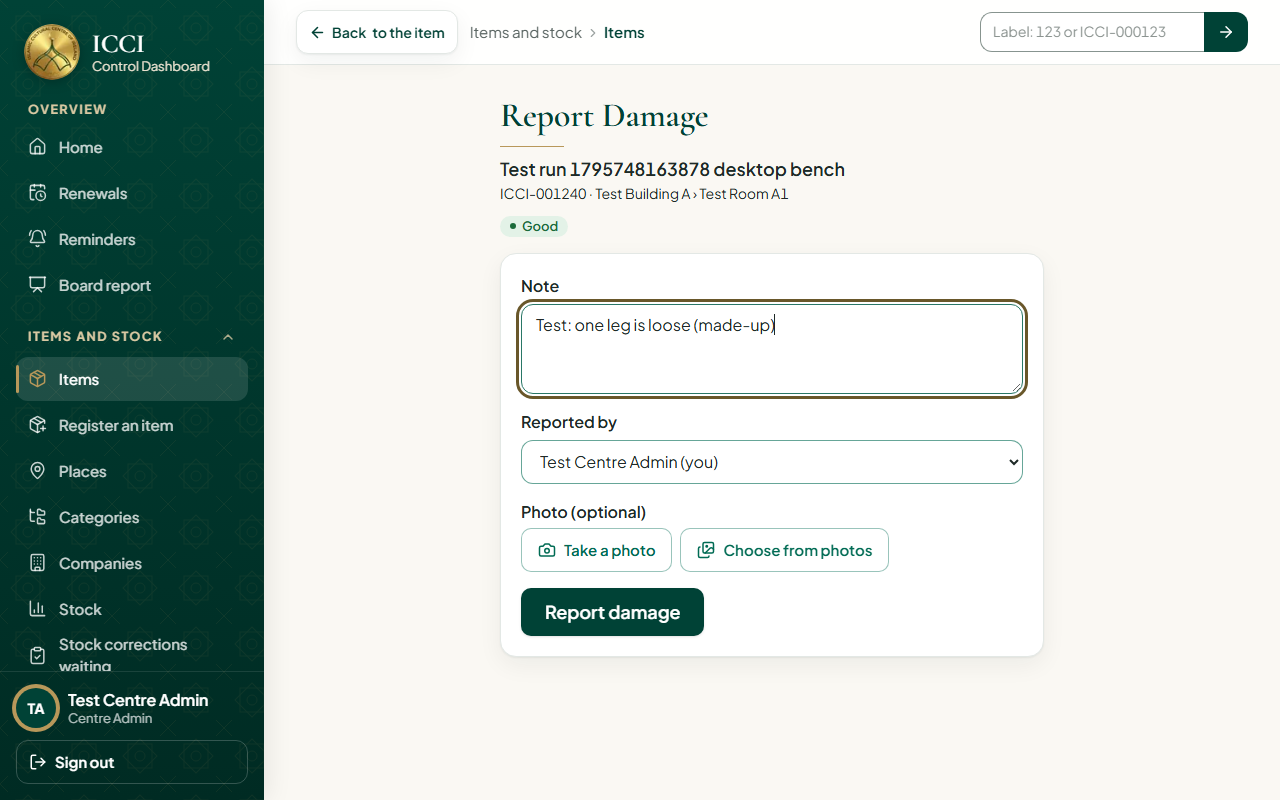 ICCI
Control Dashboard
OVERVIEW
Home
Renewals
Reminders
Board report
ITEMS AND STOCK
Items
Register an item
Places
Categories
Companies
Stock
Stock corrections
waiting
TA
Test Centre Admin
Centre Admin
Sign out
Back to the item
Items and stock › Items
Label: 123 or ICCI-000123
Report Damage
Test run 1795748163878 desktop bench
ICCI-001240 · Test Building A › Test Room A1
Good
Note
Test: one leg is loose (made-up)
Reported by
Test Centre Admin (you)
Photo (optional)
Take a photo
Choose from photos
Report damage